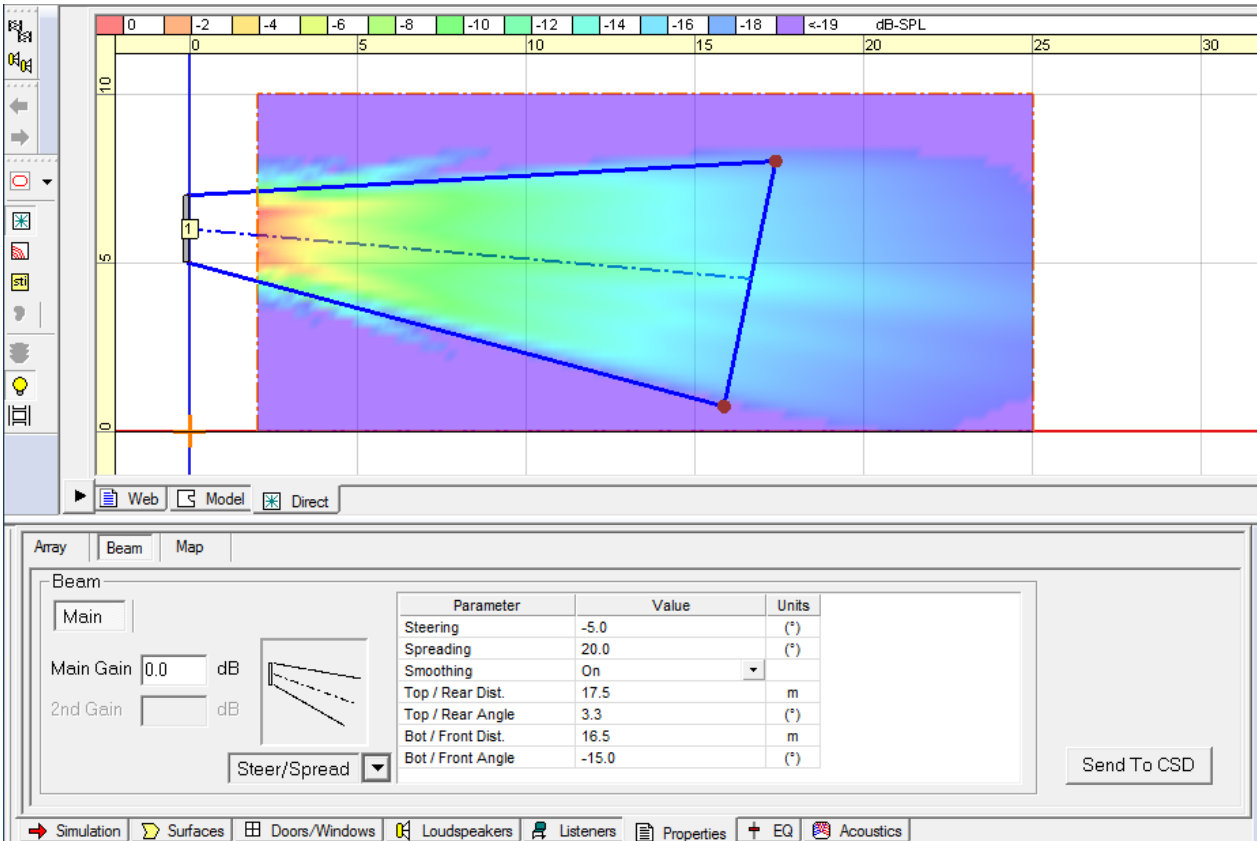 0 -2 -4 -6 -8 -10 -12 -14 -16 -18 <-19 dB-SPL
0 5 10 15 20 25 30
10
sti
1
5
0
Web Model Direct
Array Beam Map
Beam
Main
Parameter Value Units
Steering -5.0 (°)
Spreading 20.0 (°)
Main Gain 0.0 dB
Smoothing On
Top / Rear Dist. 17.5 m
2nd Gain dB
Top / Rear Angle 3.3 (°)
Bot / Front Dist. 16.5 m
Bot / Front Angle -15.0 (°)
Steer/Spread
Send To CSD
Simulation Surfaces Doors/Windows Loudspeakers Listeners Properties EQ Acoustics